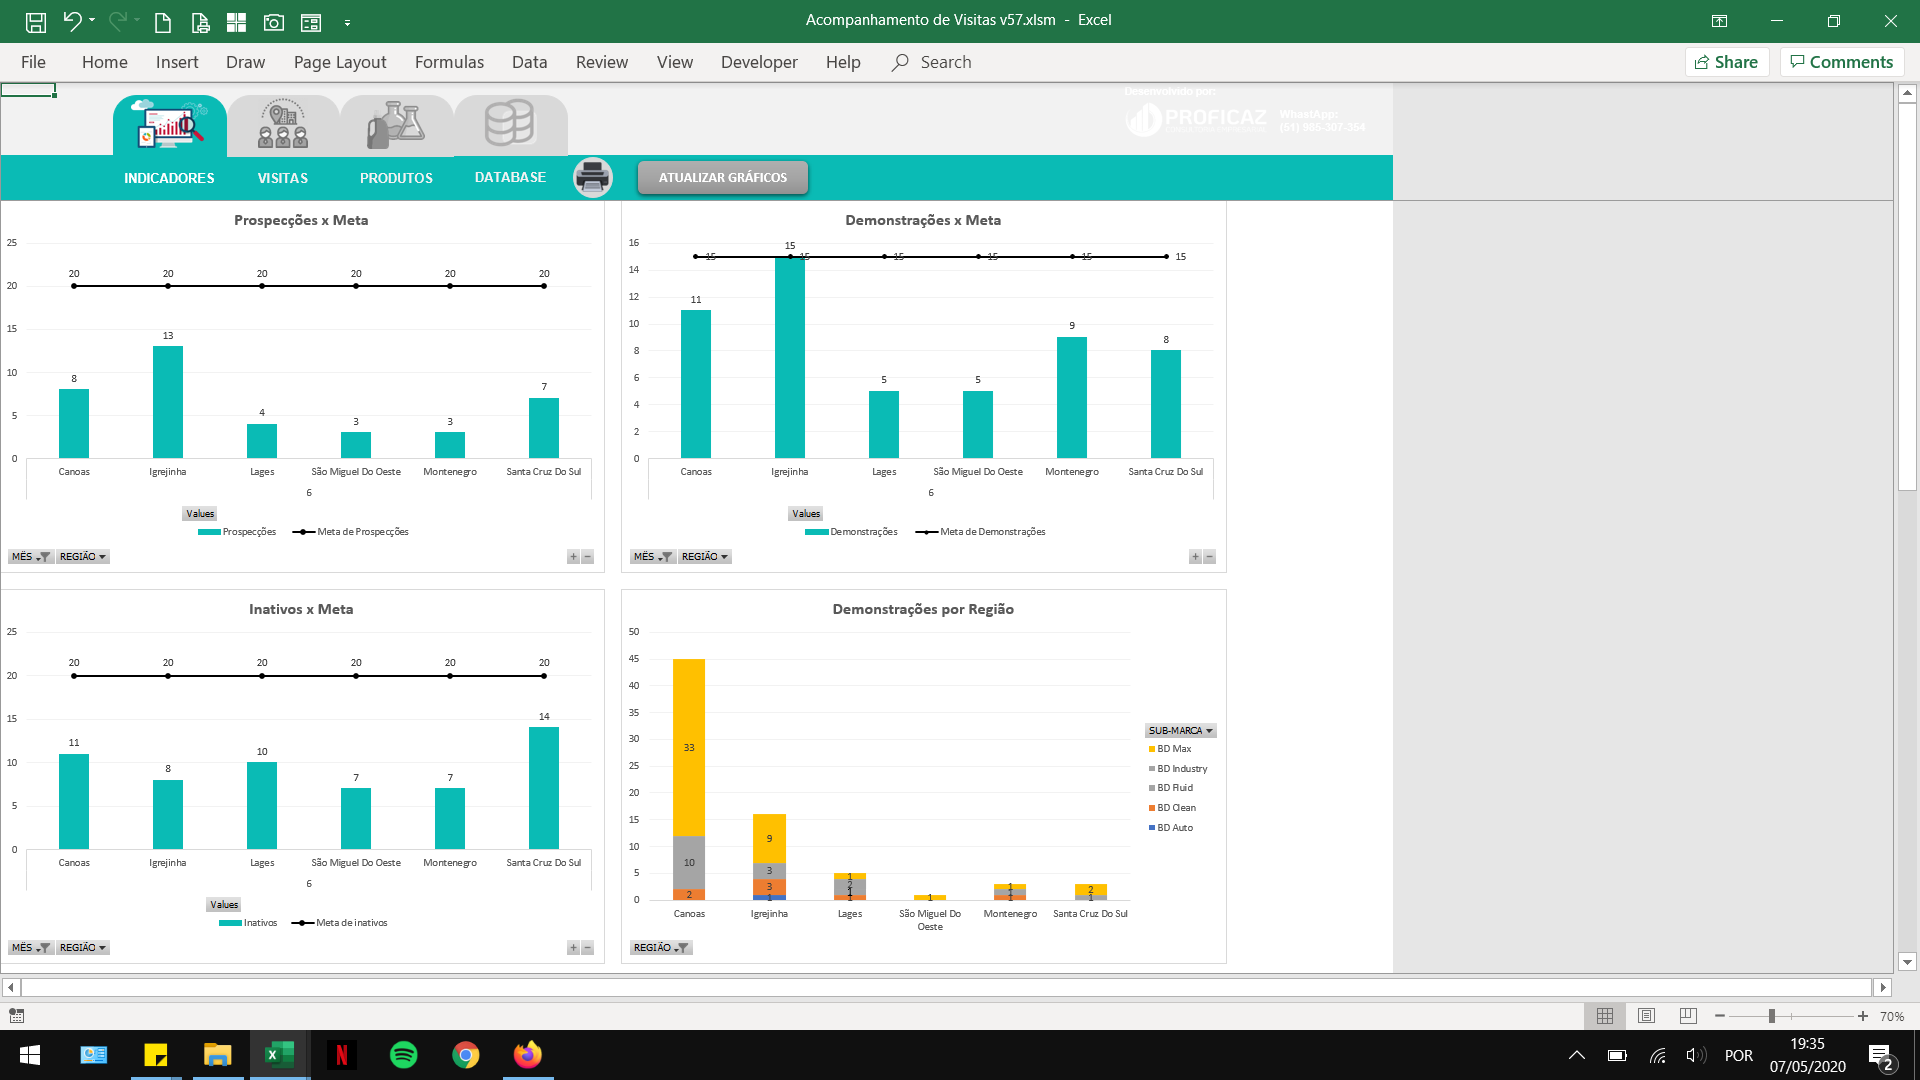 Acompanhamento de Visitas v57.xlsm - Excel
File Home Insert Draw Page Layout Formulas Data Review View Developer Help Search Share Comments
Desenvolvido por:
PROFICAZ
WhastApp:
(51) 985-307-354
INDICADORES VISITAS PRODUTOS DATABASE ATUALIZAR GRÁFICOS
Prospecções x Meta
25
20 20 20 20 20 20
20
15
13
10
8
7
5
4
3 3
0
Canoas Igrejinha Lages São Miguel Do Oeste Montenegro Santa Cruz Do Sul
6
Values
Prospecções Meta de Prospecções
MÊS REGIÃO + -
Demonstrações x Meta
16
15
15 15 15 15 15 15
14
12
11
10
9
8
8
6
5 5
4
2
0
Canoas Igrejinha Lages São Miguel Do Oeste Montenegro Santa Cruz Do Sul
6
Values
Demonstrações Meta de Demonstrações
MÊS REGIÃO + -
Inativos x Meta
25
20 20 20 20 20 20
20
15
14
11
10
10
8
7 7
5
0
Canoas Igrejinha Lages São Miguel Do Oeste Montenegro Santa Cruz Do Sul
6
Values
Inativos Meta de inativos
MÊS REGIÃO + -
Demonstrações por Região
50
45
40
35
30
25
20
15
10
5
0
33
10
2
9
3
3
1
1
2
1
1
1
1
1
1
2
1
Canoas Igrejinha Lages São Miguel Do Oeste Montenegro Santa Cruz Do Sul
SUB-MARCA
BD Max
BD Industry
BD Fluid
BD Clean
BD Auto
REGIÃO
70%
POR
19:35
07/05/2020
2